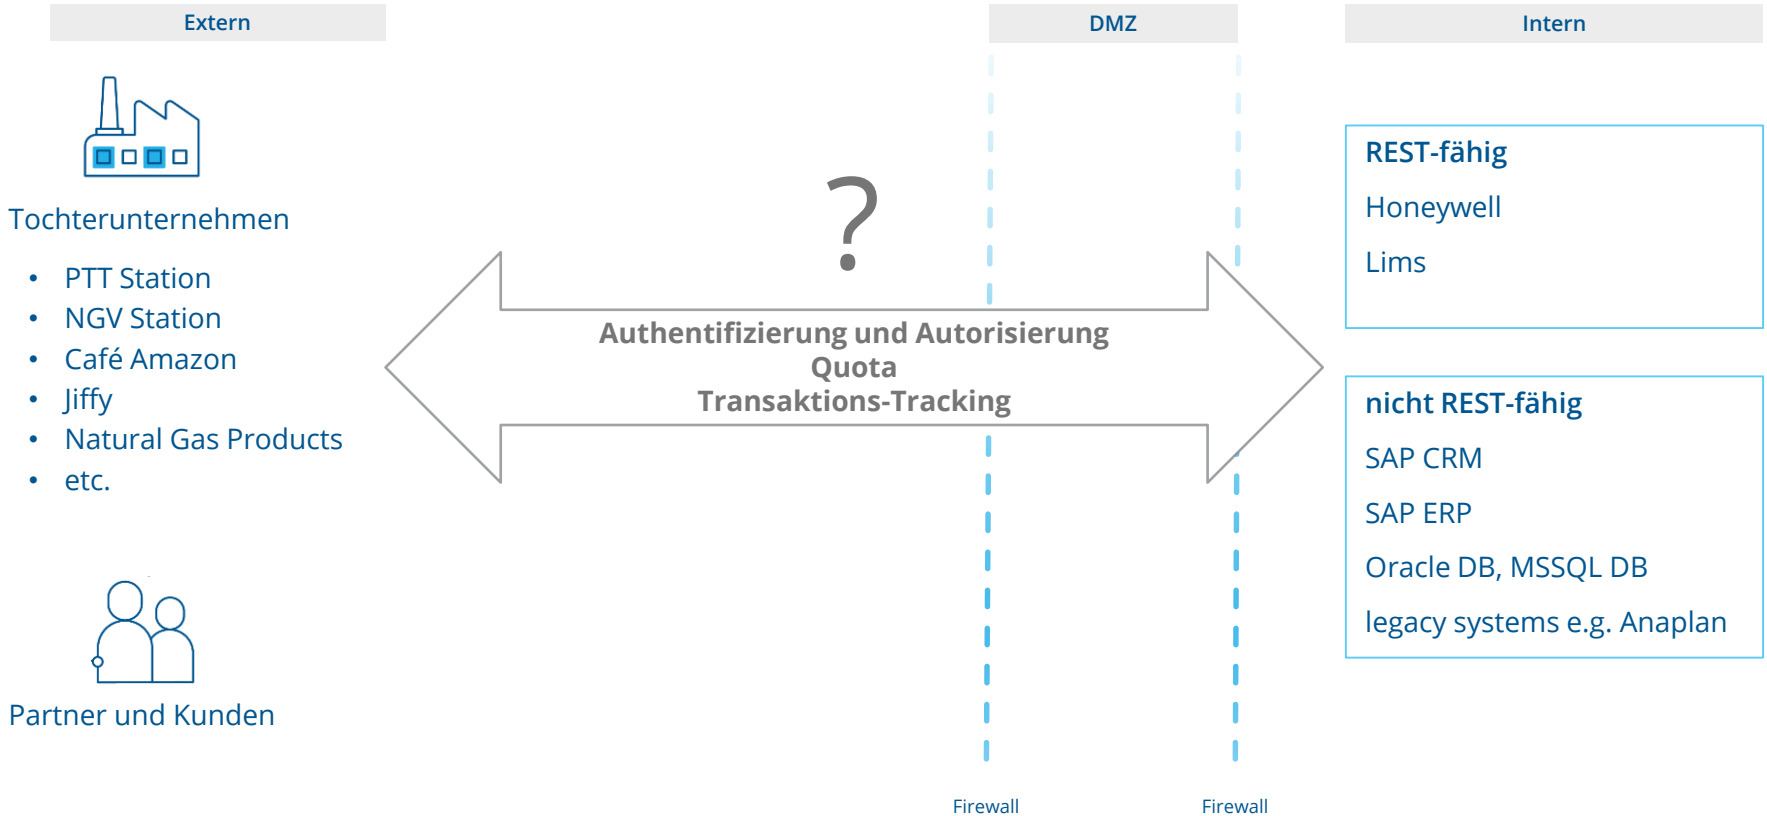 Extern
DMZ
Intern
Tochterunternehmen
• PTT Station
• NGV Station
• Café Amazon
• Jiffy
• Natural Gas Products
• etc.
Partner und Kunden
?
Authentifizierung und Autorisierung
Quota
Transaktions-Tracking
Firewall
Firewall
REST-fähig
Honeywell
Lims
nicht REST-fähig
SAP CRM
SAP ERP
Oracle DB, MSSQL DB
legacy systems e.g. Anaplan